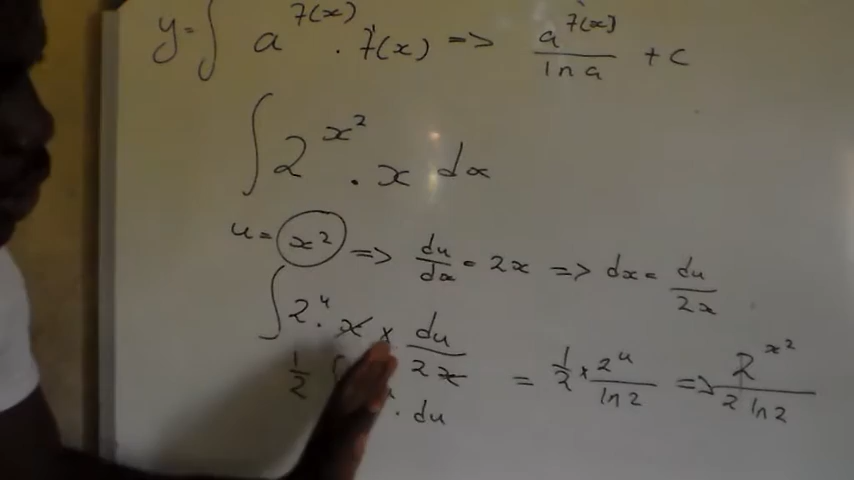 y = ∫ a^f(x) . f'(x) => a^f(x) / ln a + c
∫ 2^x² . x dx
u = x² => du/dx = 2x => dx = du/2x
∫ 2^u . x × du/2x
1/2 ∫ . du = 1/2 × 2^u / ln 2 => 2^x² / 2 ln 2